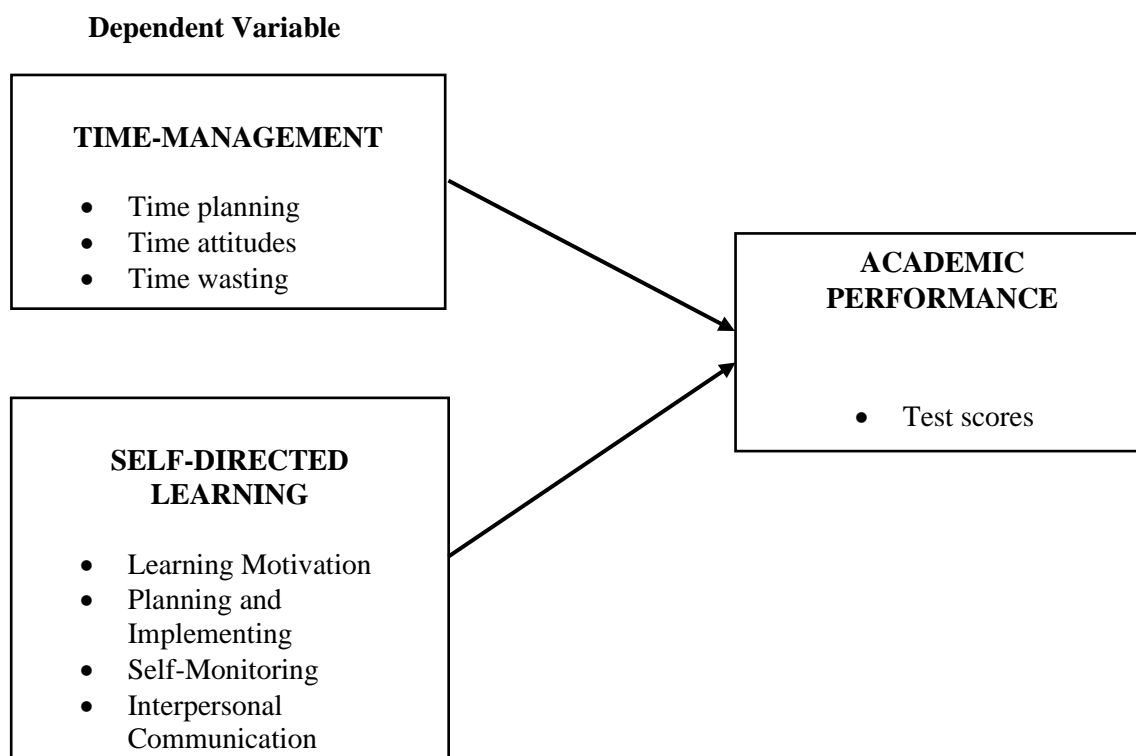 Dependent Variable
TIME-MANAGEMENT
• Time planning
• Time attitudes
• Time wasting
SELF-DIRECTED
LEARNING
• Learning Motivation
• Planning and
Implementing
• Self-Monitoring
• Interpersonal
Communication
ACADEMIC
PERFORMANCE
• Test scores